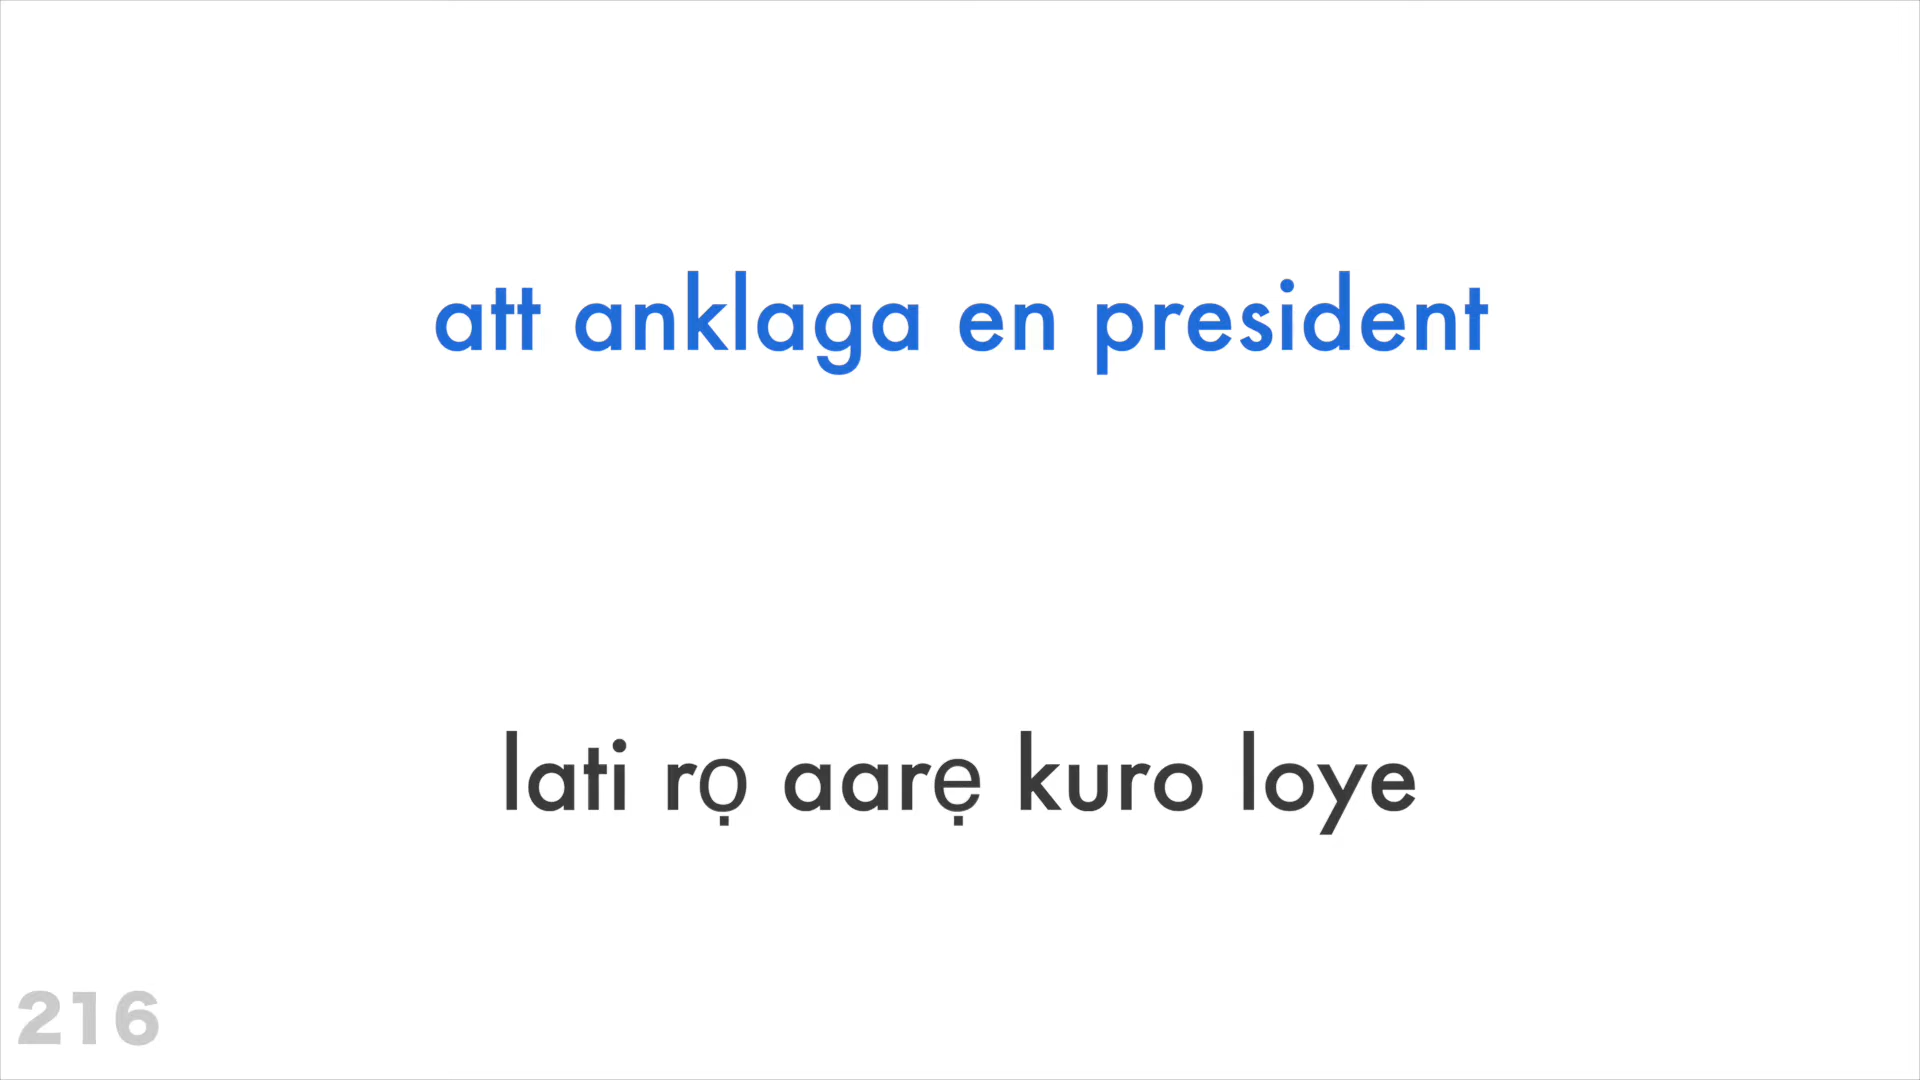 att anklaga en president
lati rọ aarẹ kuro loye
216